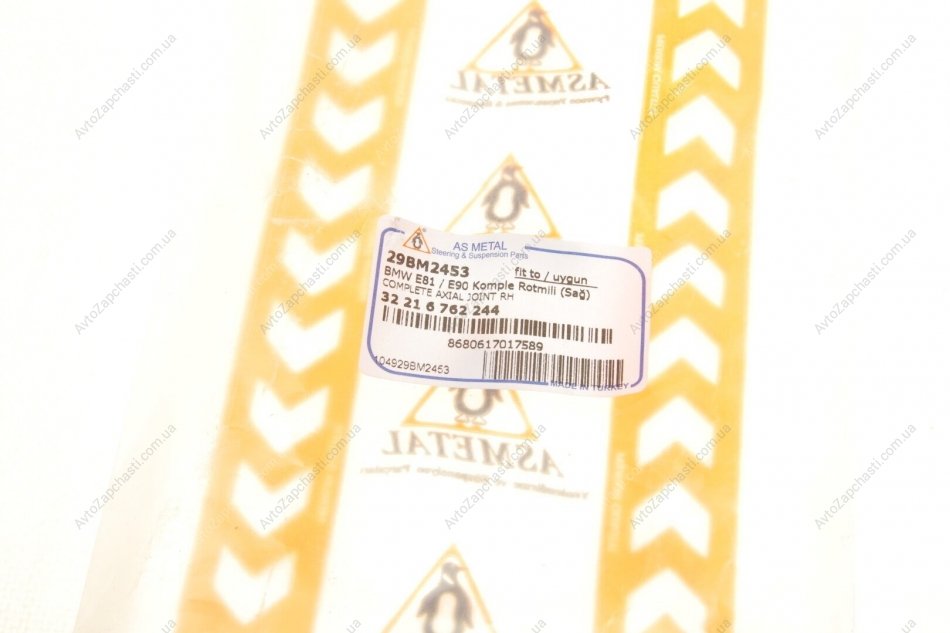 ASMETAL
AS METAL
Steering & Suspension Parts
29BM2453 fit to / uygun
BMW E81 / E90 Komple Rotmili (Sağ)
COMPLETE AXIAL JOINT RH
32 21 6 762 244
8680617017589
104929BM2453
MADE IN TURKEY
ASMETAL
AvtoZapchasti.com.ua